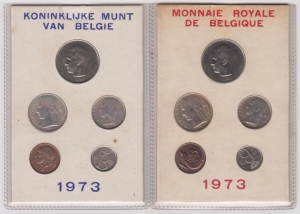 KONINKLIJKE MUNT
VAN BELGIE
1973
MONNAIE ROYALE
DE BELGIQUE
1973